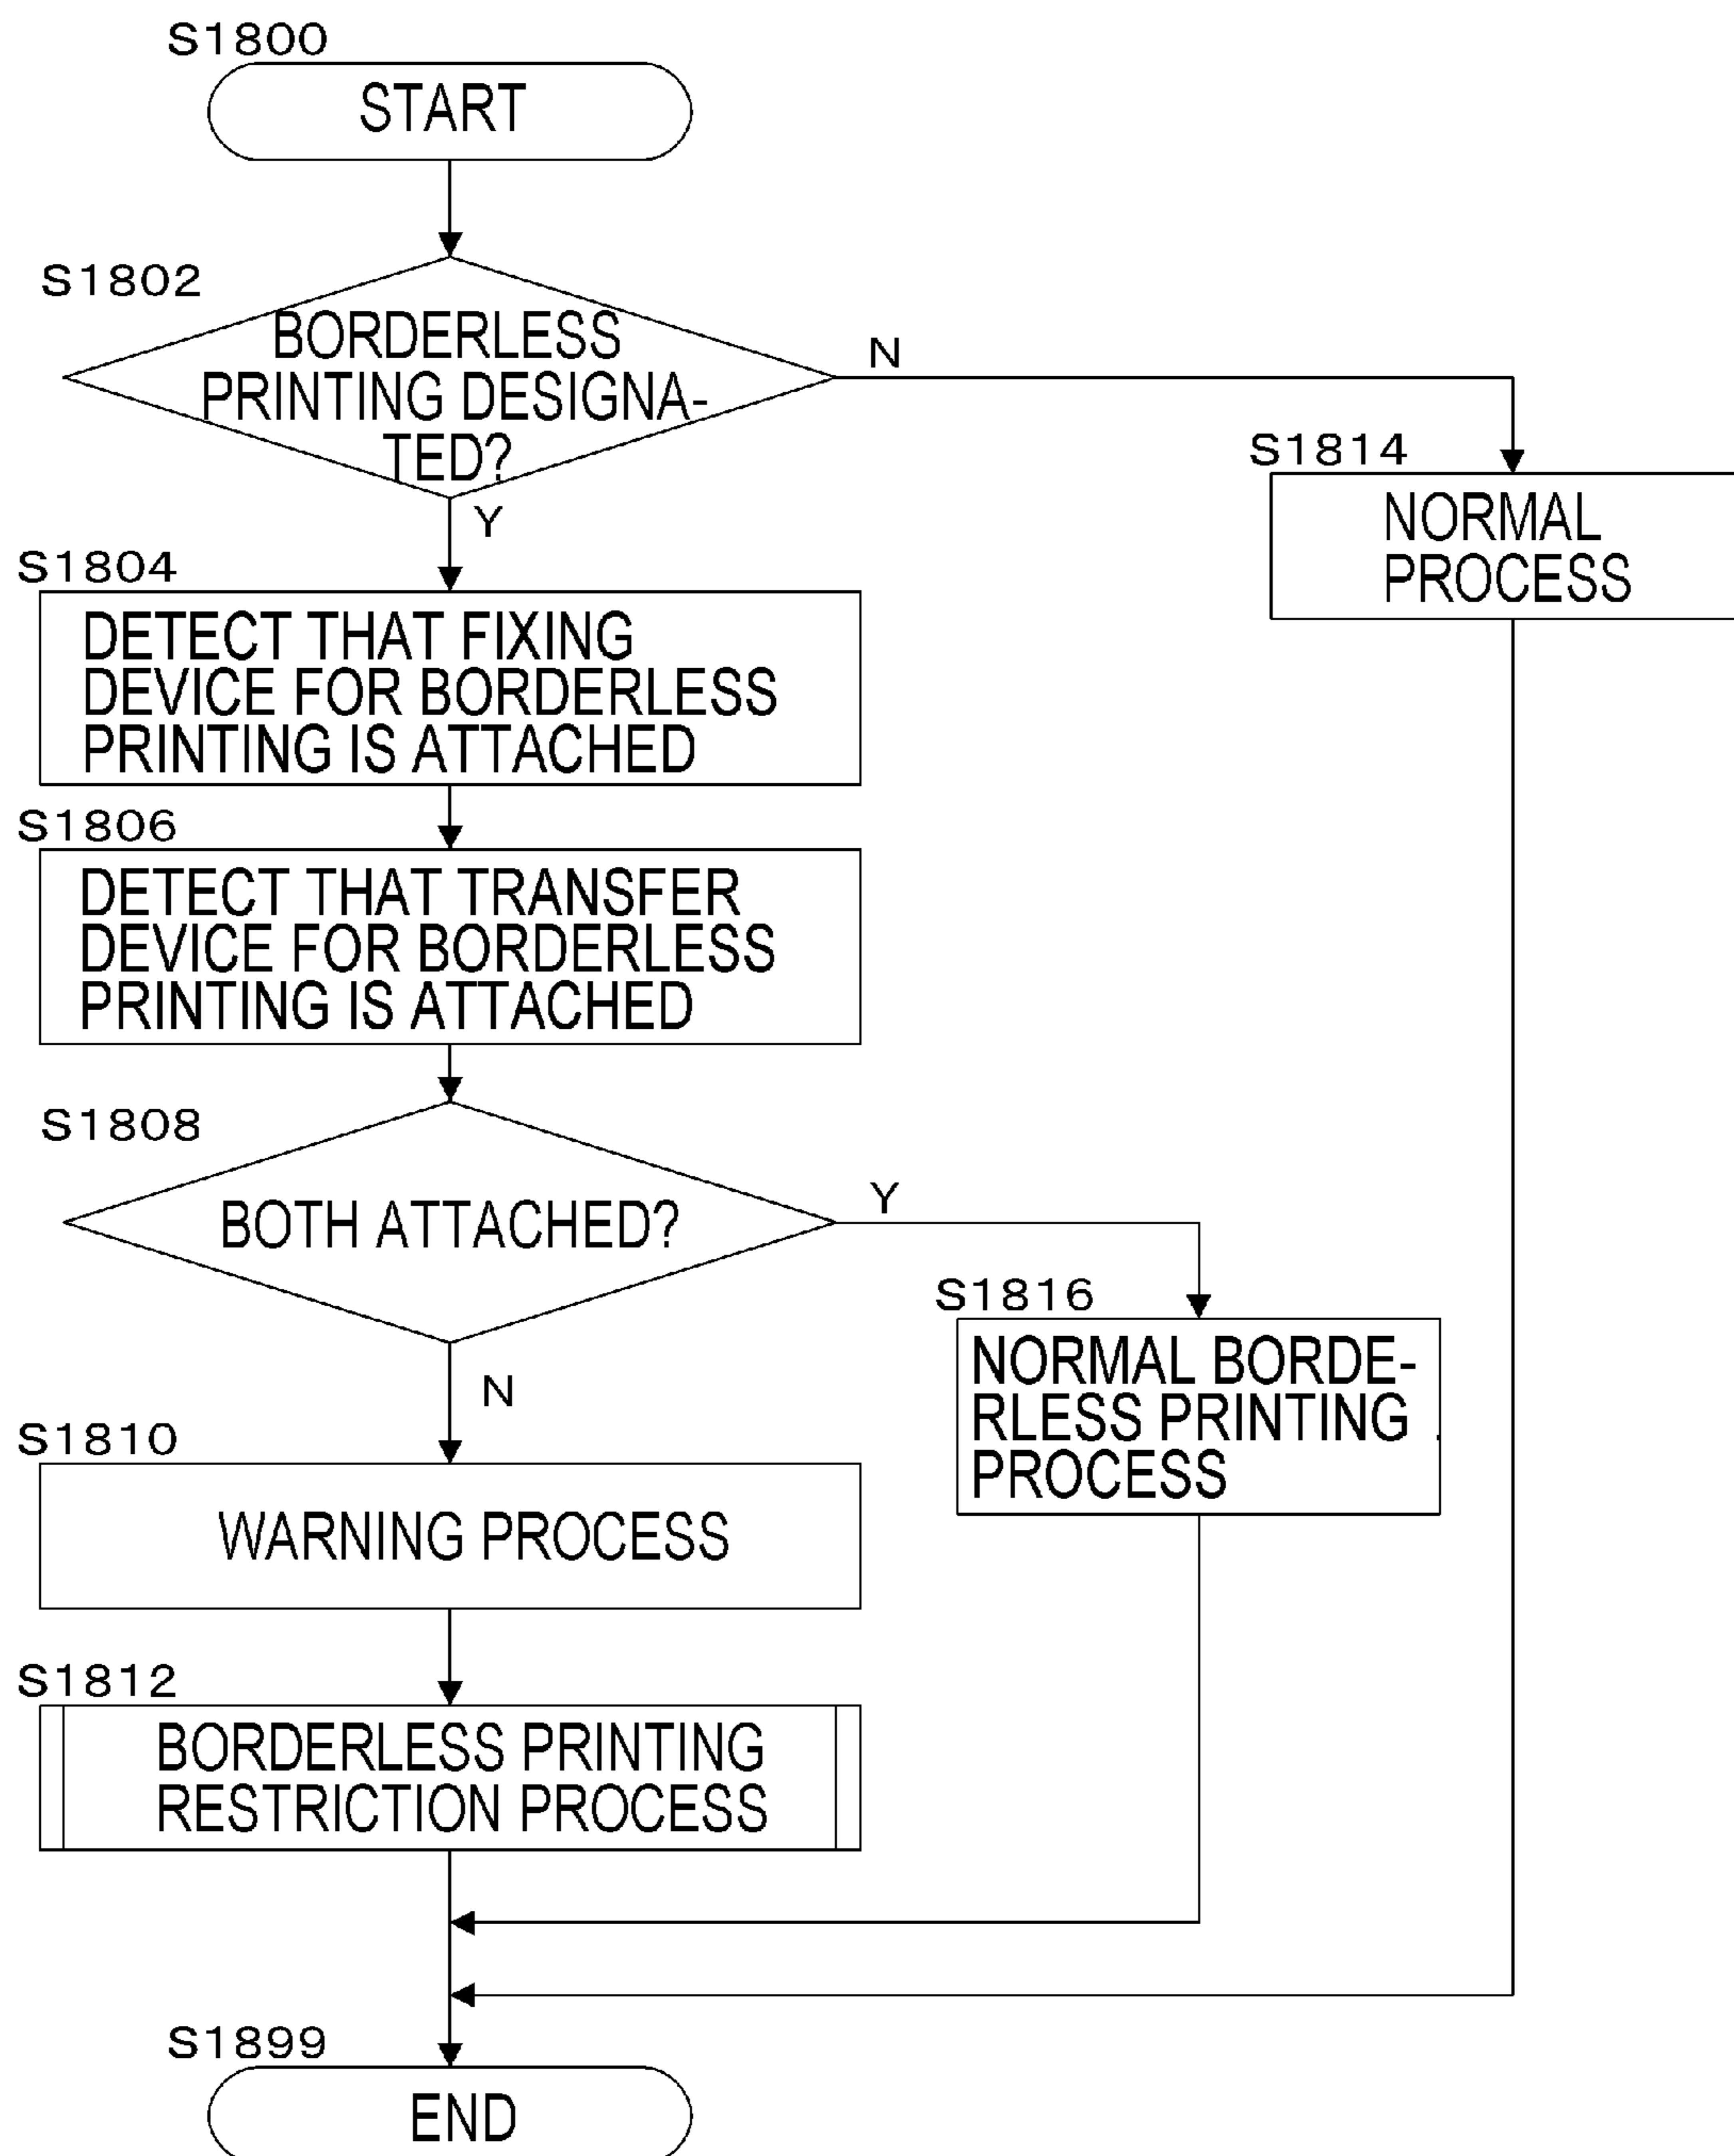 S1800
START
S1802
BORDERLESS
PRINTING DESIGNA-
TED?
N
Y
S1814
NORMAL
PROCESS
S1804
DETECT THAT FIXING
DEVICE FOR BORDERLESS
PRINTING IS ATTACHED
S1806
DETECT THAT TRANSFER
DEVICE FOR BORDERLESS
PRINTING IS ATTACHED
S1808
BOTH ATTACHED?
Y
N
S1816
NORMAL BORDE-
RLESS PRINTING
PROCESS
S1810
WARNING PROCESS
S1812
BORDERLESS PRINTING
RESTRICTION PROCESS
S1899
END